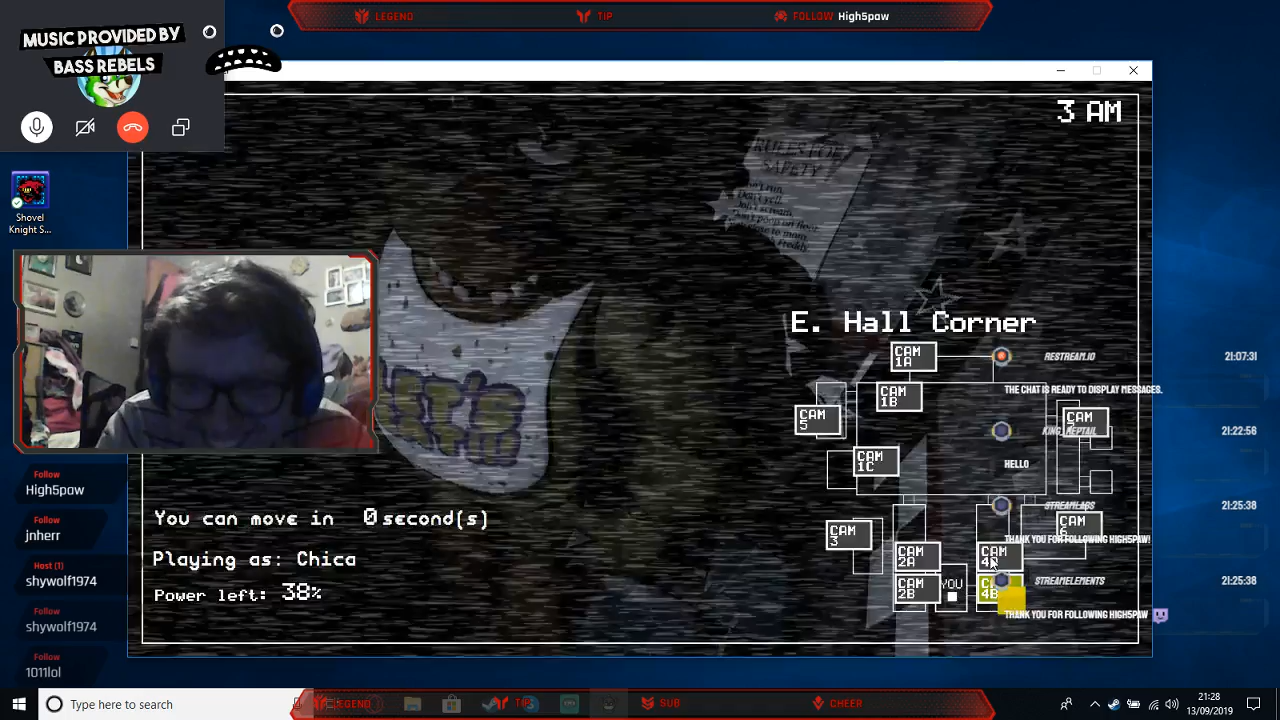 LEGEND
TIP
FOLLOW High5paw
MUSIC PROVIDED BY
BASS REBELS
3 AM
RULES FOR
SAFETY
Shovel
Knight S...
E. Hall Corner
CAM
1A
RESTREAM.IO
21:07:31
THE CHAT IS READY TO DISPLAY MESSAGES.
CAM
1B
CAM
5
CAM
21:22:56
HELLO
CAM
1C
STREAMLABS
21:25:38
THANK YOU FOR FOLLOWING HIGH5PAW!
CAM
3
CAM
6
CAM
2A
CAM
CAM
2B
YOU
4B
STREAMELEMENTS
21:25:38
THANK YOU FOR FOLLOWING HIGH5PAW
Follow
High5paw
Follow
jnherr
Host (1)
shywolf1974
Follow
shywolf1974
Follow
1011lol
You can move in 0 second(s)
Playing as: Chica
Power left: 38%
Type here to search
LEGEND
TIP
SUB
CHEER
21:28
13/09/2019